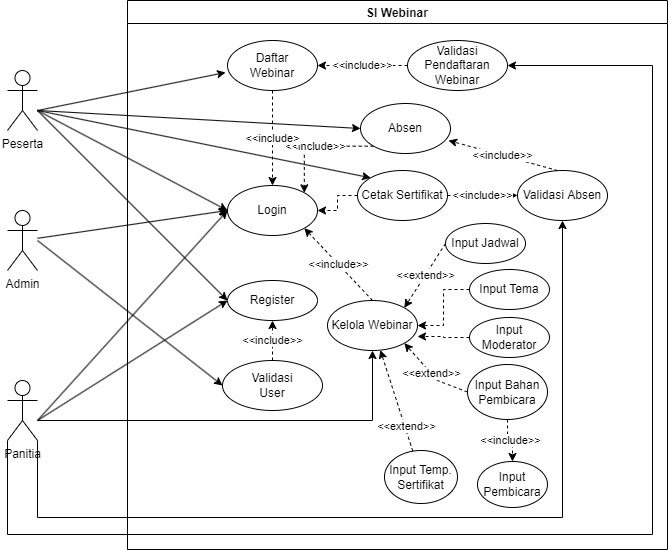 SI Webinar
Daftar
Webinar
<<include>>
Validasi
Pendaftaran
Webinar
Peserta
<<include>
<<include>>
Absen
<<include>>
Login
Cetak Sertifikat
<<include>>
Validasi Absen
Admin
<<include>>
Input Jadwal
<<extend>>
Input Tema
Register
Kelola Webinar
Input
Moderator
<<include>>
Validasi
User
<<extend>>
Input Bahan
Pembicara
Panitia
<<extend>>
<<include>>
Input Temp.
Sertifikat
Input
Pembicara